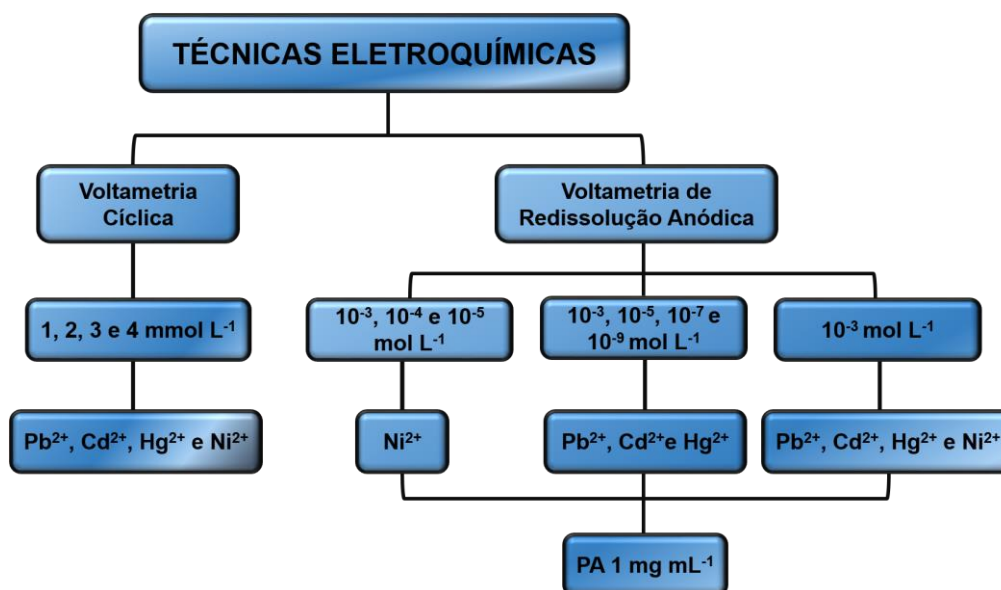 TÉCNICAS ELETROQUÍMICAS
Voltametria
Cíclica
Voltametria de
Redissolução Anódica
1, 2, 3 e 4 mmol L⁻¹
10⁻³, 10⁻⁴ e 10⁻⁵
mol L⁻¹
10⁻³, 10⁻⁵, 10⁻⁷ e
10⁻⁹ mol L⁻¹
10⁻³ mol L⁻¹
Pb²⁺, Cd²⁺, Hg²⁺ e Ni²⁺
Ni²⁺
Pb²⁺, Cd²⁺e Hg²⁺
Pb²⁺, Cd²⁺, Hg²⁺ e Ni²⁺
PA 1 mg mL⁻¹